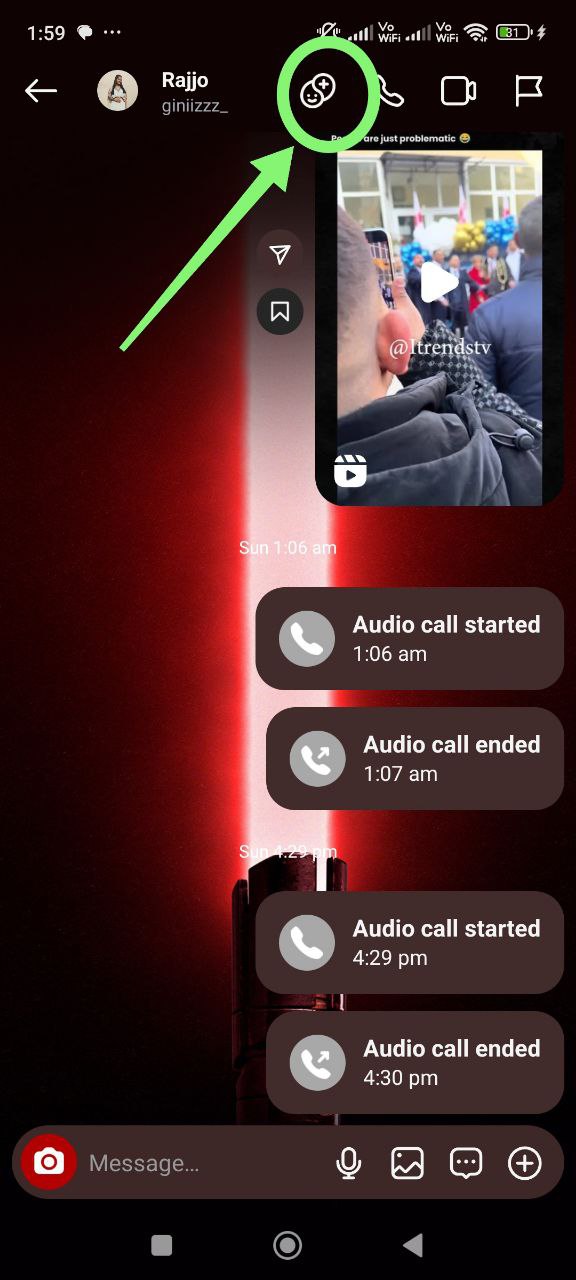 1:59
Vo
WiFi
Vo
WiFi
31
Rajjo
giniizzz_
are just problematic 😂
@1trendstv
Sun 1:06 am
Audio call started
1:06 am
Audio call ended
1:07 am
Sun 4:29 pm
Audio call started
4:29 pm
Audio call ended
4:30 pm
Message...